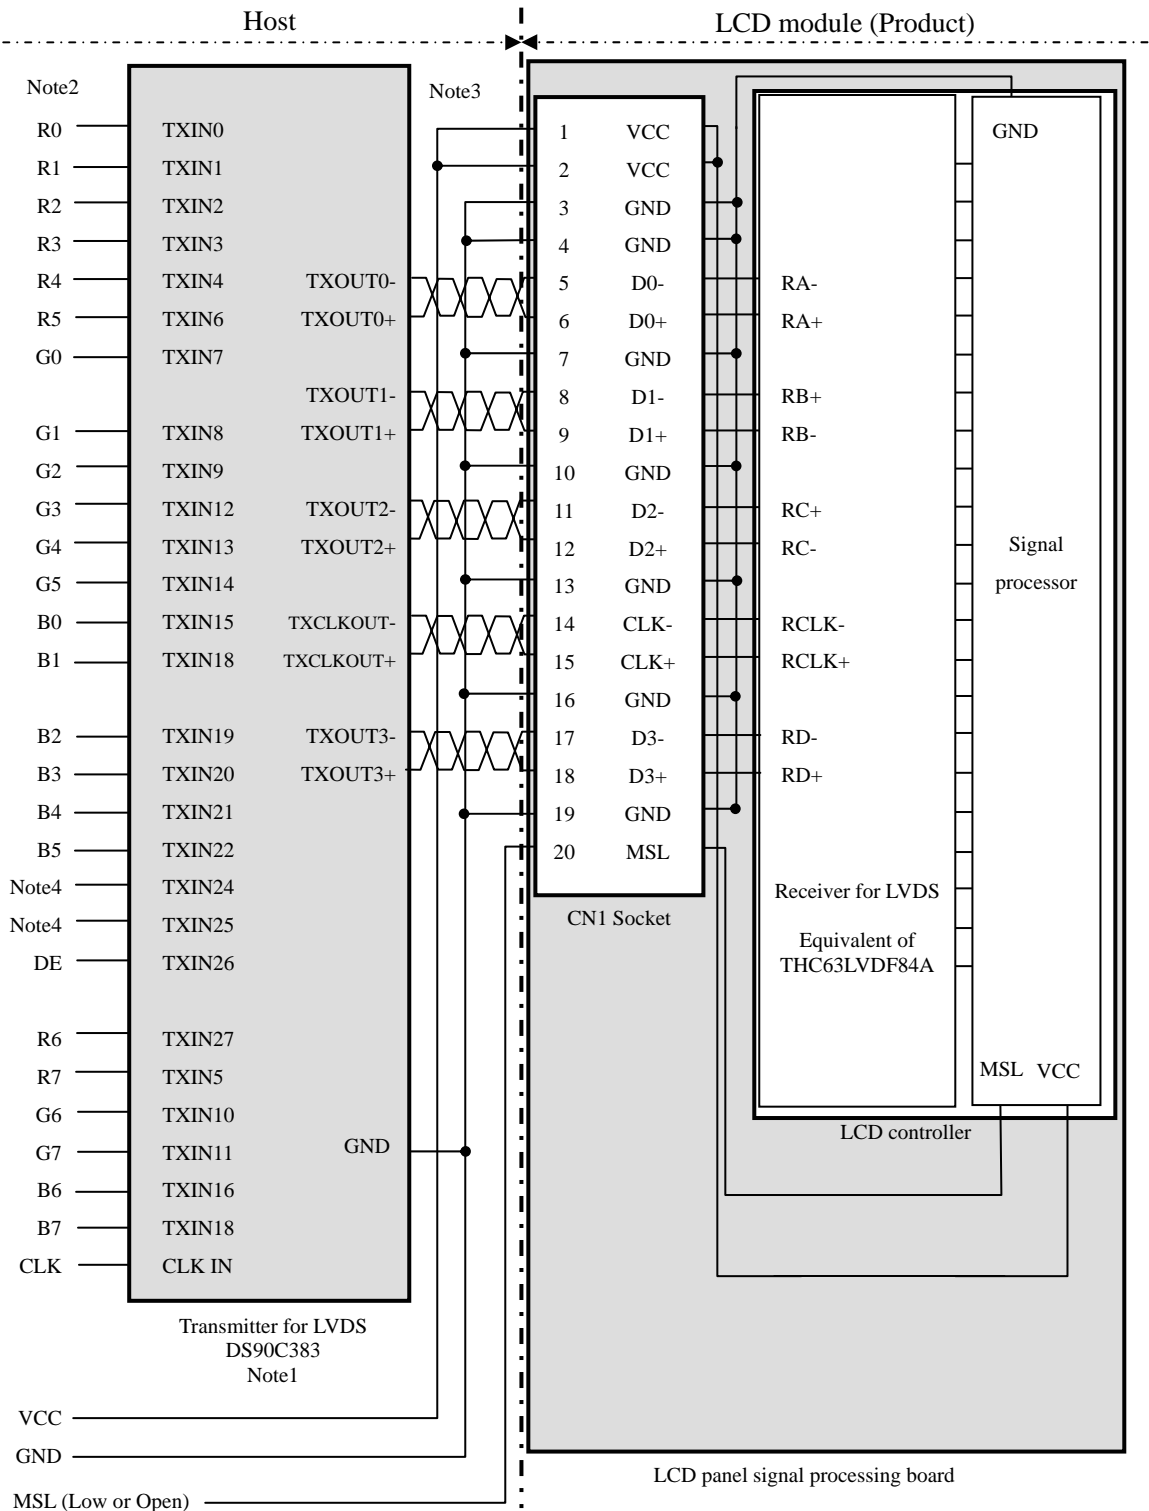 Host
LCD module (Product)
Note2
Note3
R0 TXIN0
R1 TXIN1
R2 TXIN2
R3 TXIN3
R4 TXIN4 TXOUT0-
R5 TXIN6 TXOUT0+
G0 TXIN7
TXOUT1-
G1 TXIN8 TXOUT1+
G2 TXIN9
G3 TXIN12 TXOUT2-
G4 TXIN13 TXOUT2+
G5 TXIN14
B0 TXIN15 TXCLKOUT-
B1 TXIN18 TXCLKOUT+
B2 TXIN19 TXOUT3-
B3 TXIN20 TXOUT3+
B4 TXIN21
B5 TXIN22
Note4 TXIN24
Note4 TXIN25
DE TXIN26
R6 TXIN27
R7 TXIN5
G6 TXIN10
G7 TXIN11 GND
B6 TXIN16
B7 TXIN18
CLK CLK IN
Transmitter for LVDS
DS90C383
Note1
VCC
GND
MSL (Low or Open)
1 VCC
2 VCC
3 GND
4 GND
5 D0-
6 D0+
7 GND
8 D1-
9 D1+
10 GND
11 D2-
12 D2+
13 GND
14 CLK-
15 CLK+
16 GND
17 D3-
18 D3+
19 GND
20 MSL
CN1 Socket
RA-
RA+
RB+
RB-
RC+
RC-
RCLK-
RCLK+
RD-
RD+
Receiver for LVDS
Equivalent of
THC63LVDF84A
GND
Signal
processor
MSL VCC
LCD controller
LCD panel signal processing board